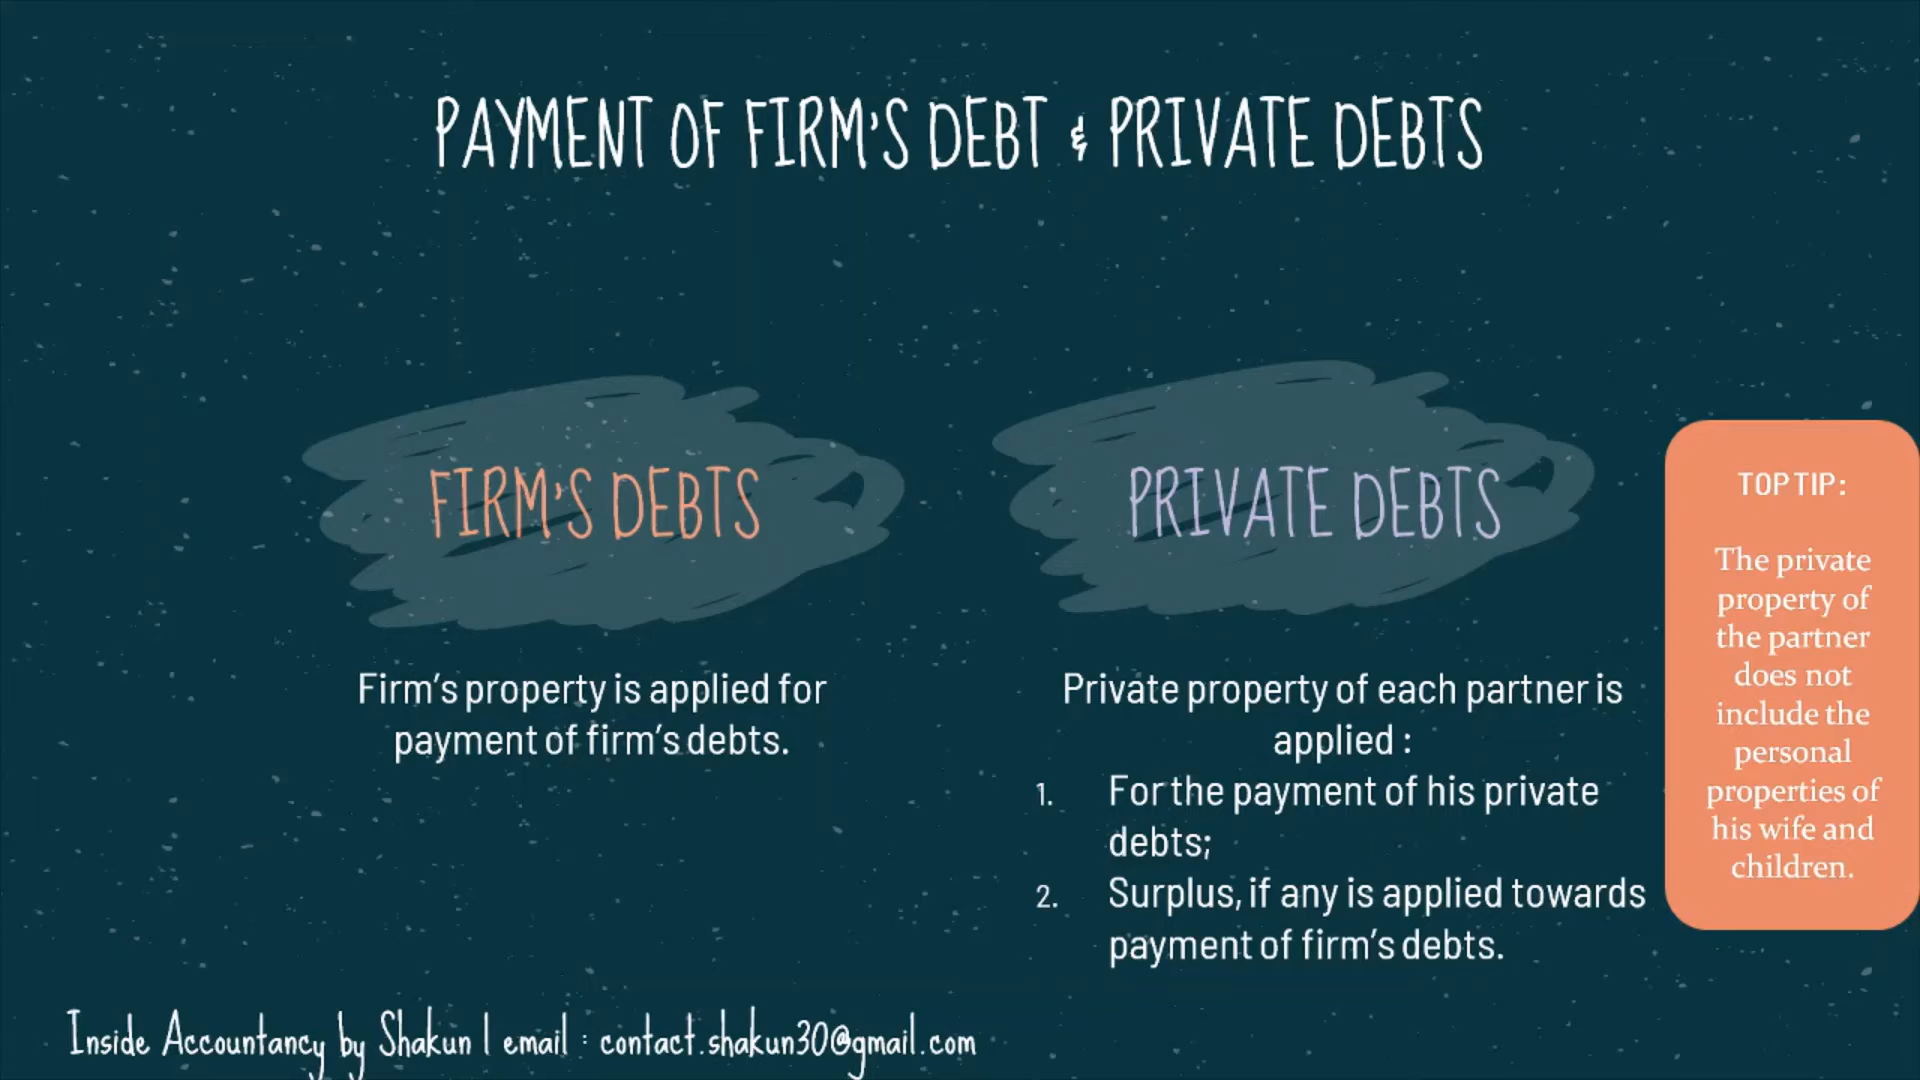 PAYMENT OF FIRM'S DEBT & PRIVATE DEBTS
FIRM'S DEBTS
Firm's property is applied for
payment of firm's debts.
PRIVATE DEBTS
Private property of each partner is
applied :
1. For the payment of his private
debts;
2. Surplus, if any is applied towards
payment of firm's debts.
TOP TIP:
The private
property of
the partner
does not
include the
personal
properties of
his wife and
children.
Inside Accountancy by Shakun | email : contact.shakun30@gmail.com